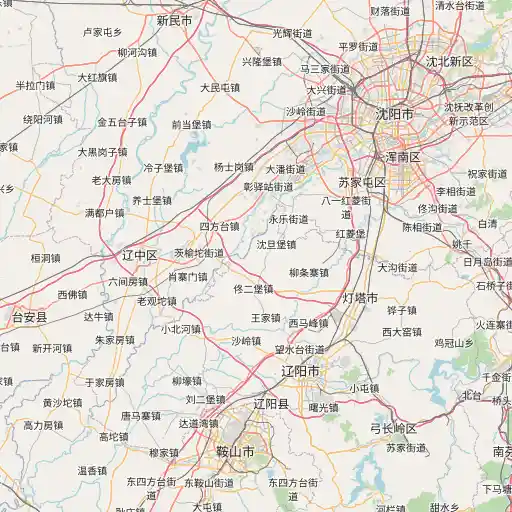 财落街道
清水台街道
新民市
卢家屯乡
光辉街道
平罗街道
柳河沟镇
兴隆堡镇
马三家街道
沈北新区
大红旗镇
半拉门镇
大民屯镇
大兴街道
沈抚改革创
新示范区
绕阳河镇
金五台子镇
前当堡镇
沙岭街道
沈阳市
大黑岗子镇
冷子堡镇
杨士岗镇
大潘街道
浑南区
祝家街道
老大房镇
彰驿站街道
苏家屯区
李相街道
养士堡镇
八一红菱街
道
佟沟街道
满都户镇
四方台镇
永乐街道
陈相街道
白清
红菱堡
沈旦堡镇
姚千
桓洞镇
辽中区
茨榆坨街道
大沟街道
日月岛街道
六间房镇
肖寨门镇
柳条寨镇
石桥子街
西佛镇
老观坨镇
佟二堡镇
灯塔市
铧子镇
台安县
达牛镇
小北河镇
王家镇
西马峰镇
西大窑镇
火连寨街
朱家房镇
沙岭镇
新开河镇
望水台街道
鸡冠山乡
于家房镇
柳壕镇
辽阳市
小屯镇
千金街
北台
桥头
黄沙坨镇
刘二堡镇
辽阳县
曙光镇
唐马寨镇
高力房镇
达道湾镇
弓长岭区
高坨镇
穆家镇
鞍山市
苏家街道
南芬
温香镇
东四方台街
道
东鞍山街道
东四方台
街道
下马塘
大屯镇
河栏镇
甜水乡
耿庄镇